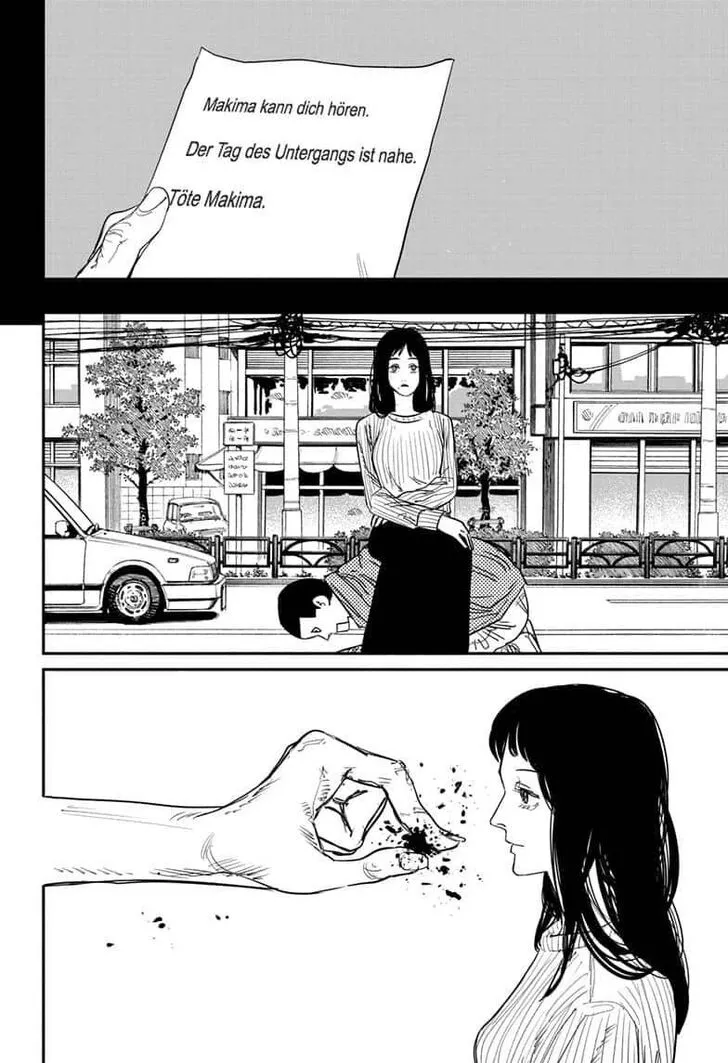 Makima kann dich hören.
Der Tag des Untergangs ist nahe.
Töte Makima.